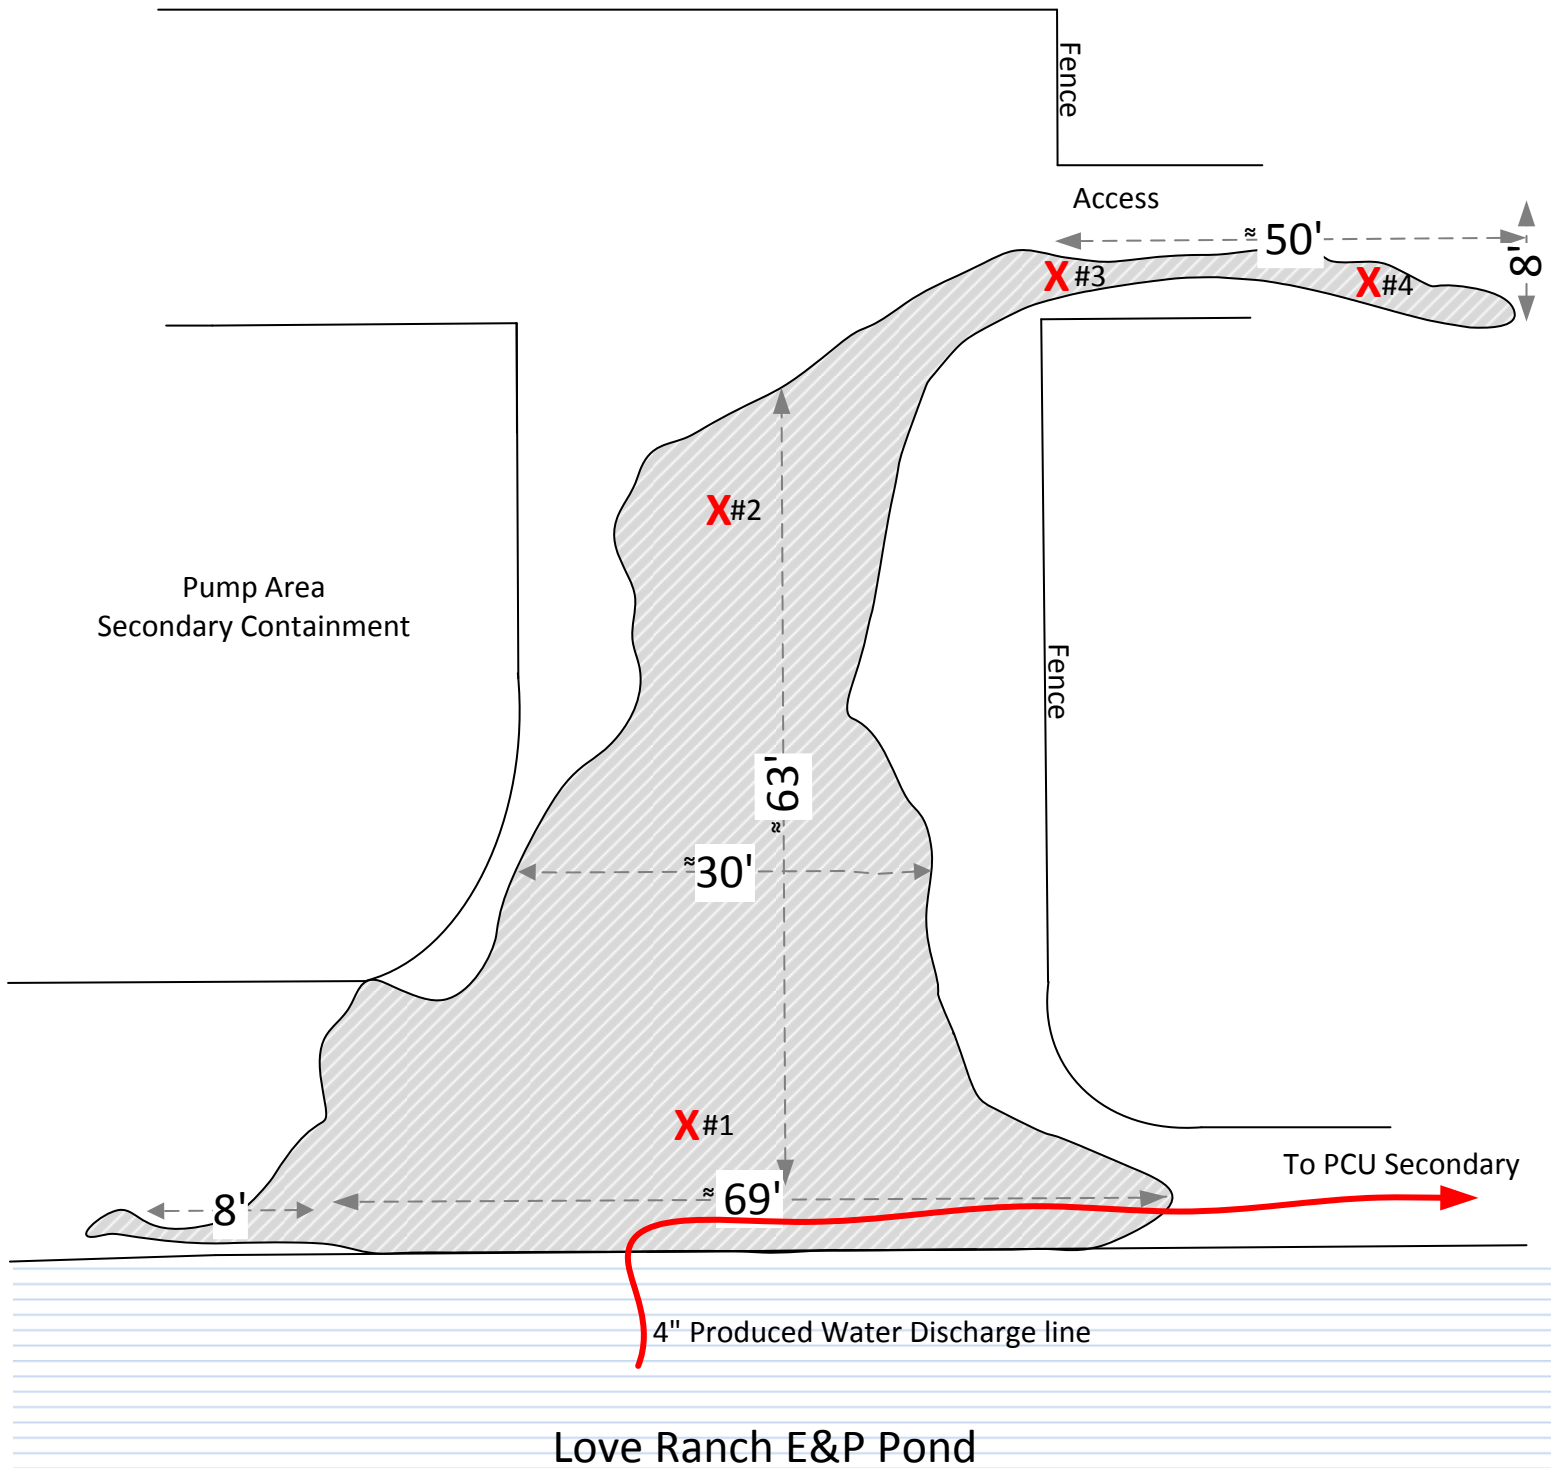 Fence
Access
≈ 50'
8'
X #3
X #4
X #2
Pump Area
Secondary Containment
Fence
≈ 63'
≈ 30'
X #1
To PCU Secondary
8'
≈ 69'
4" Produced Water Discharge line
Love Ranch E&P Pond